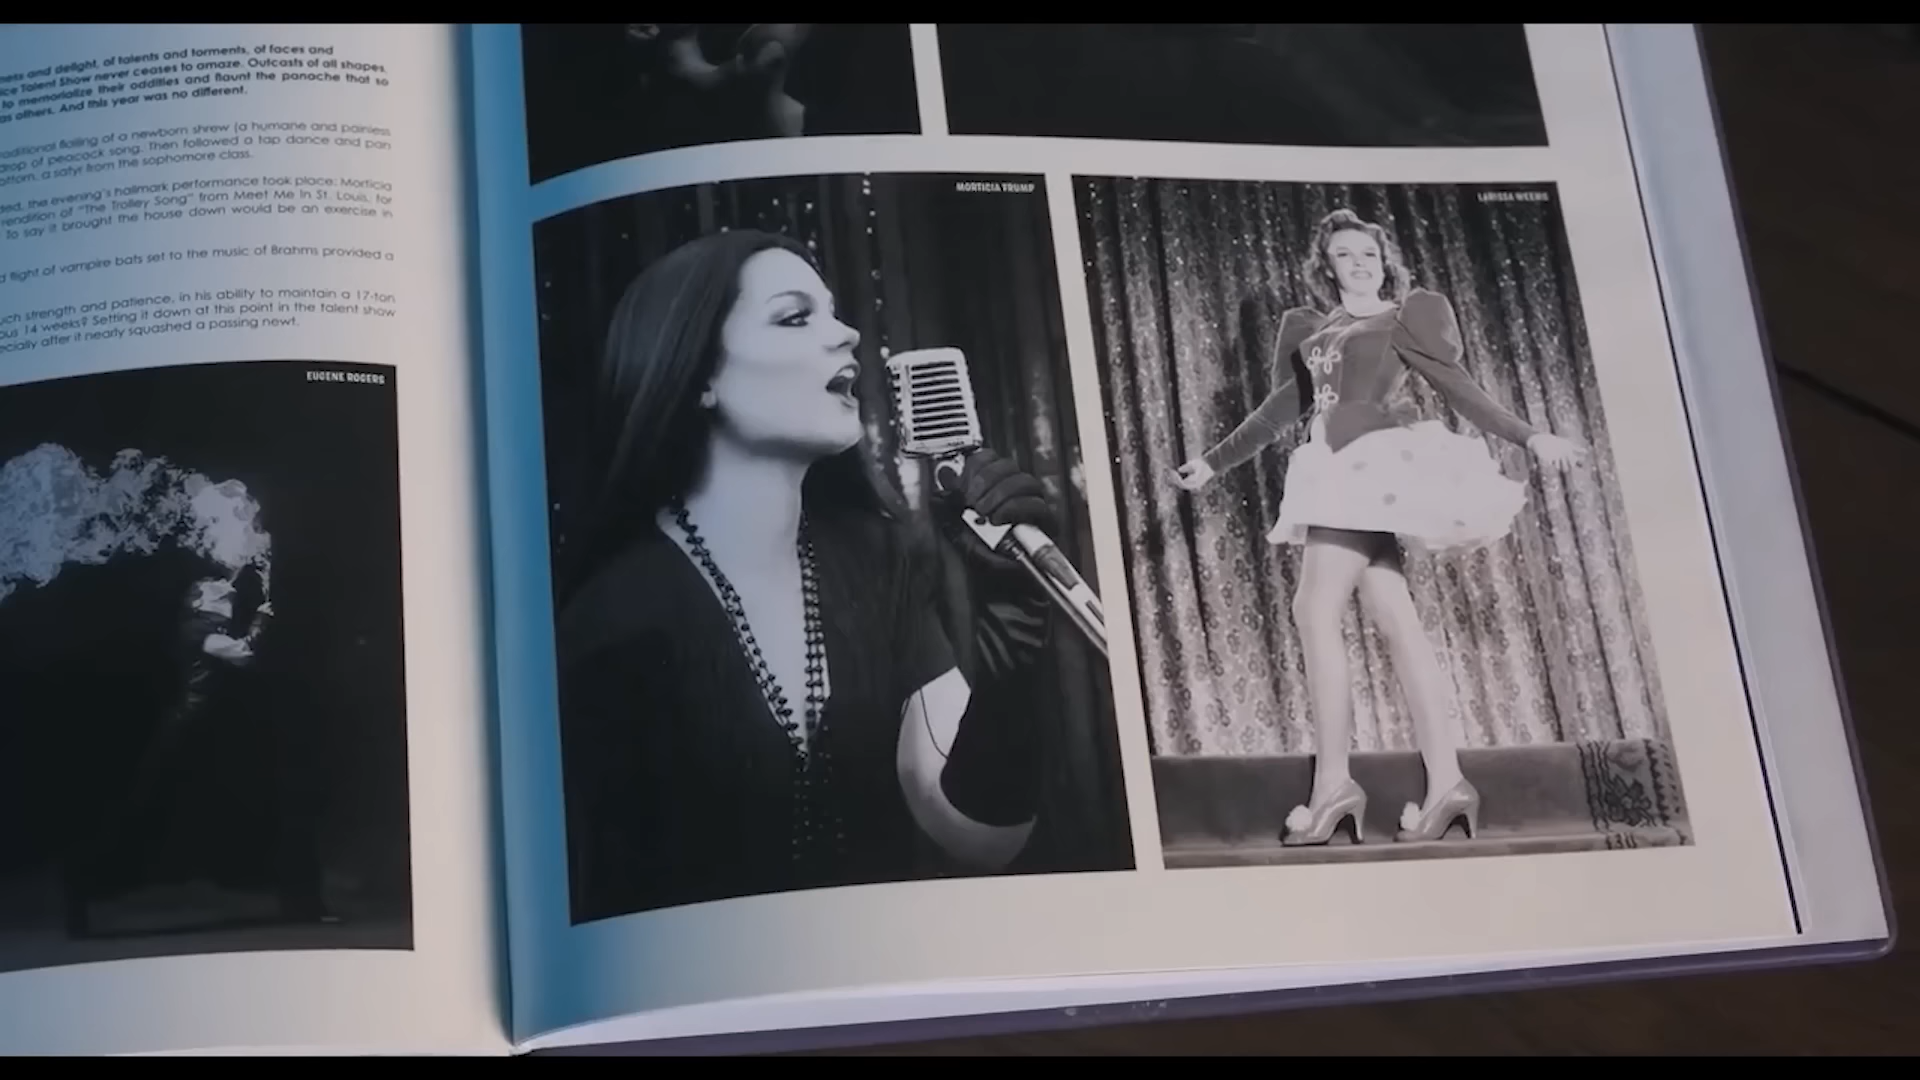 ness and delight, of talents and torments, of faces and
ice Talent Show never ceases to amaze. Outcasts of all shapes,
to memorialize their oddities and flaunt the panache that so
as others. And this year was no different.
aditional flailing of a newborn shrew (a humane and painless
drop of peacock song. Then followed a tap dance and pan
ottom, a satyr from the sophomore class.
ded, the evening's hallmark performance took place: Morticia
rendition of "The Trolley Song" from Meet Me In St. Louis, for
To say it brought the house down would be an exercise in
d flight of vampire bats set to the music of Brahms provided a
uch strength and patience, in his ability to maintain a 17-ton
ous 14 weeks? Setting it down at this point in the talent show
ecially after it nearly squashed a passing newt.
EUGENE ROGERS
MORTICIA FRUMP
LARISSA WEEMS